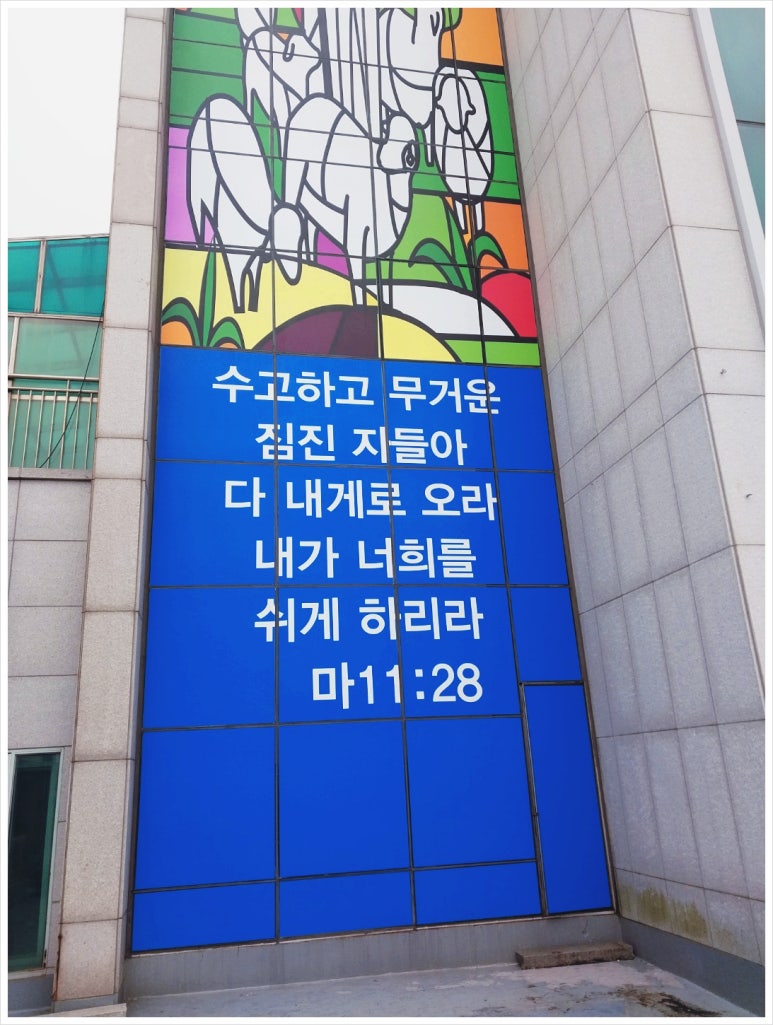 수고하고 무거운
짐진 자들아
다 내게로 오라
내가 너희를
쉬게 하리라
마11:28